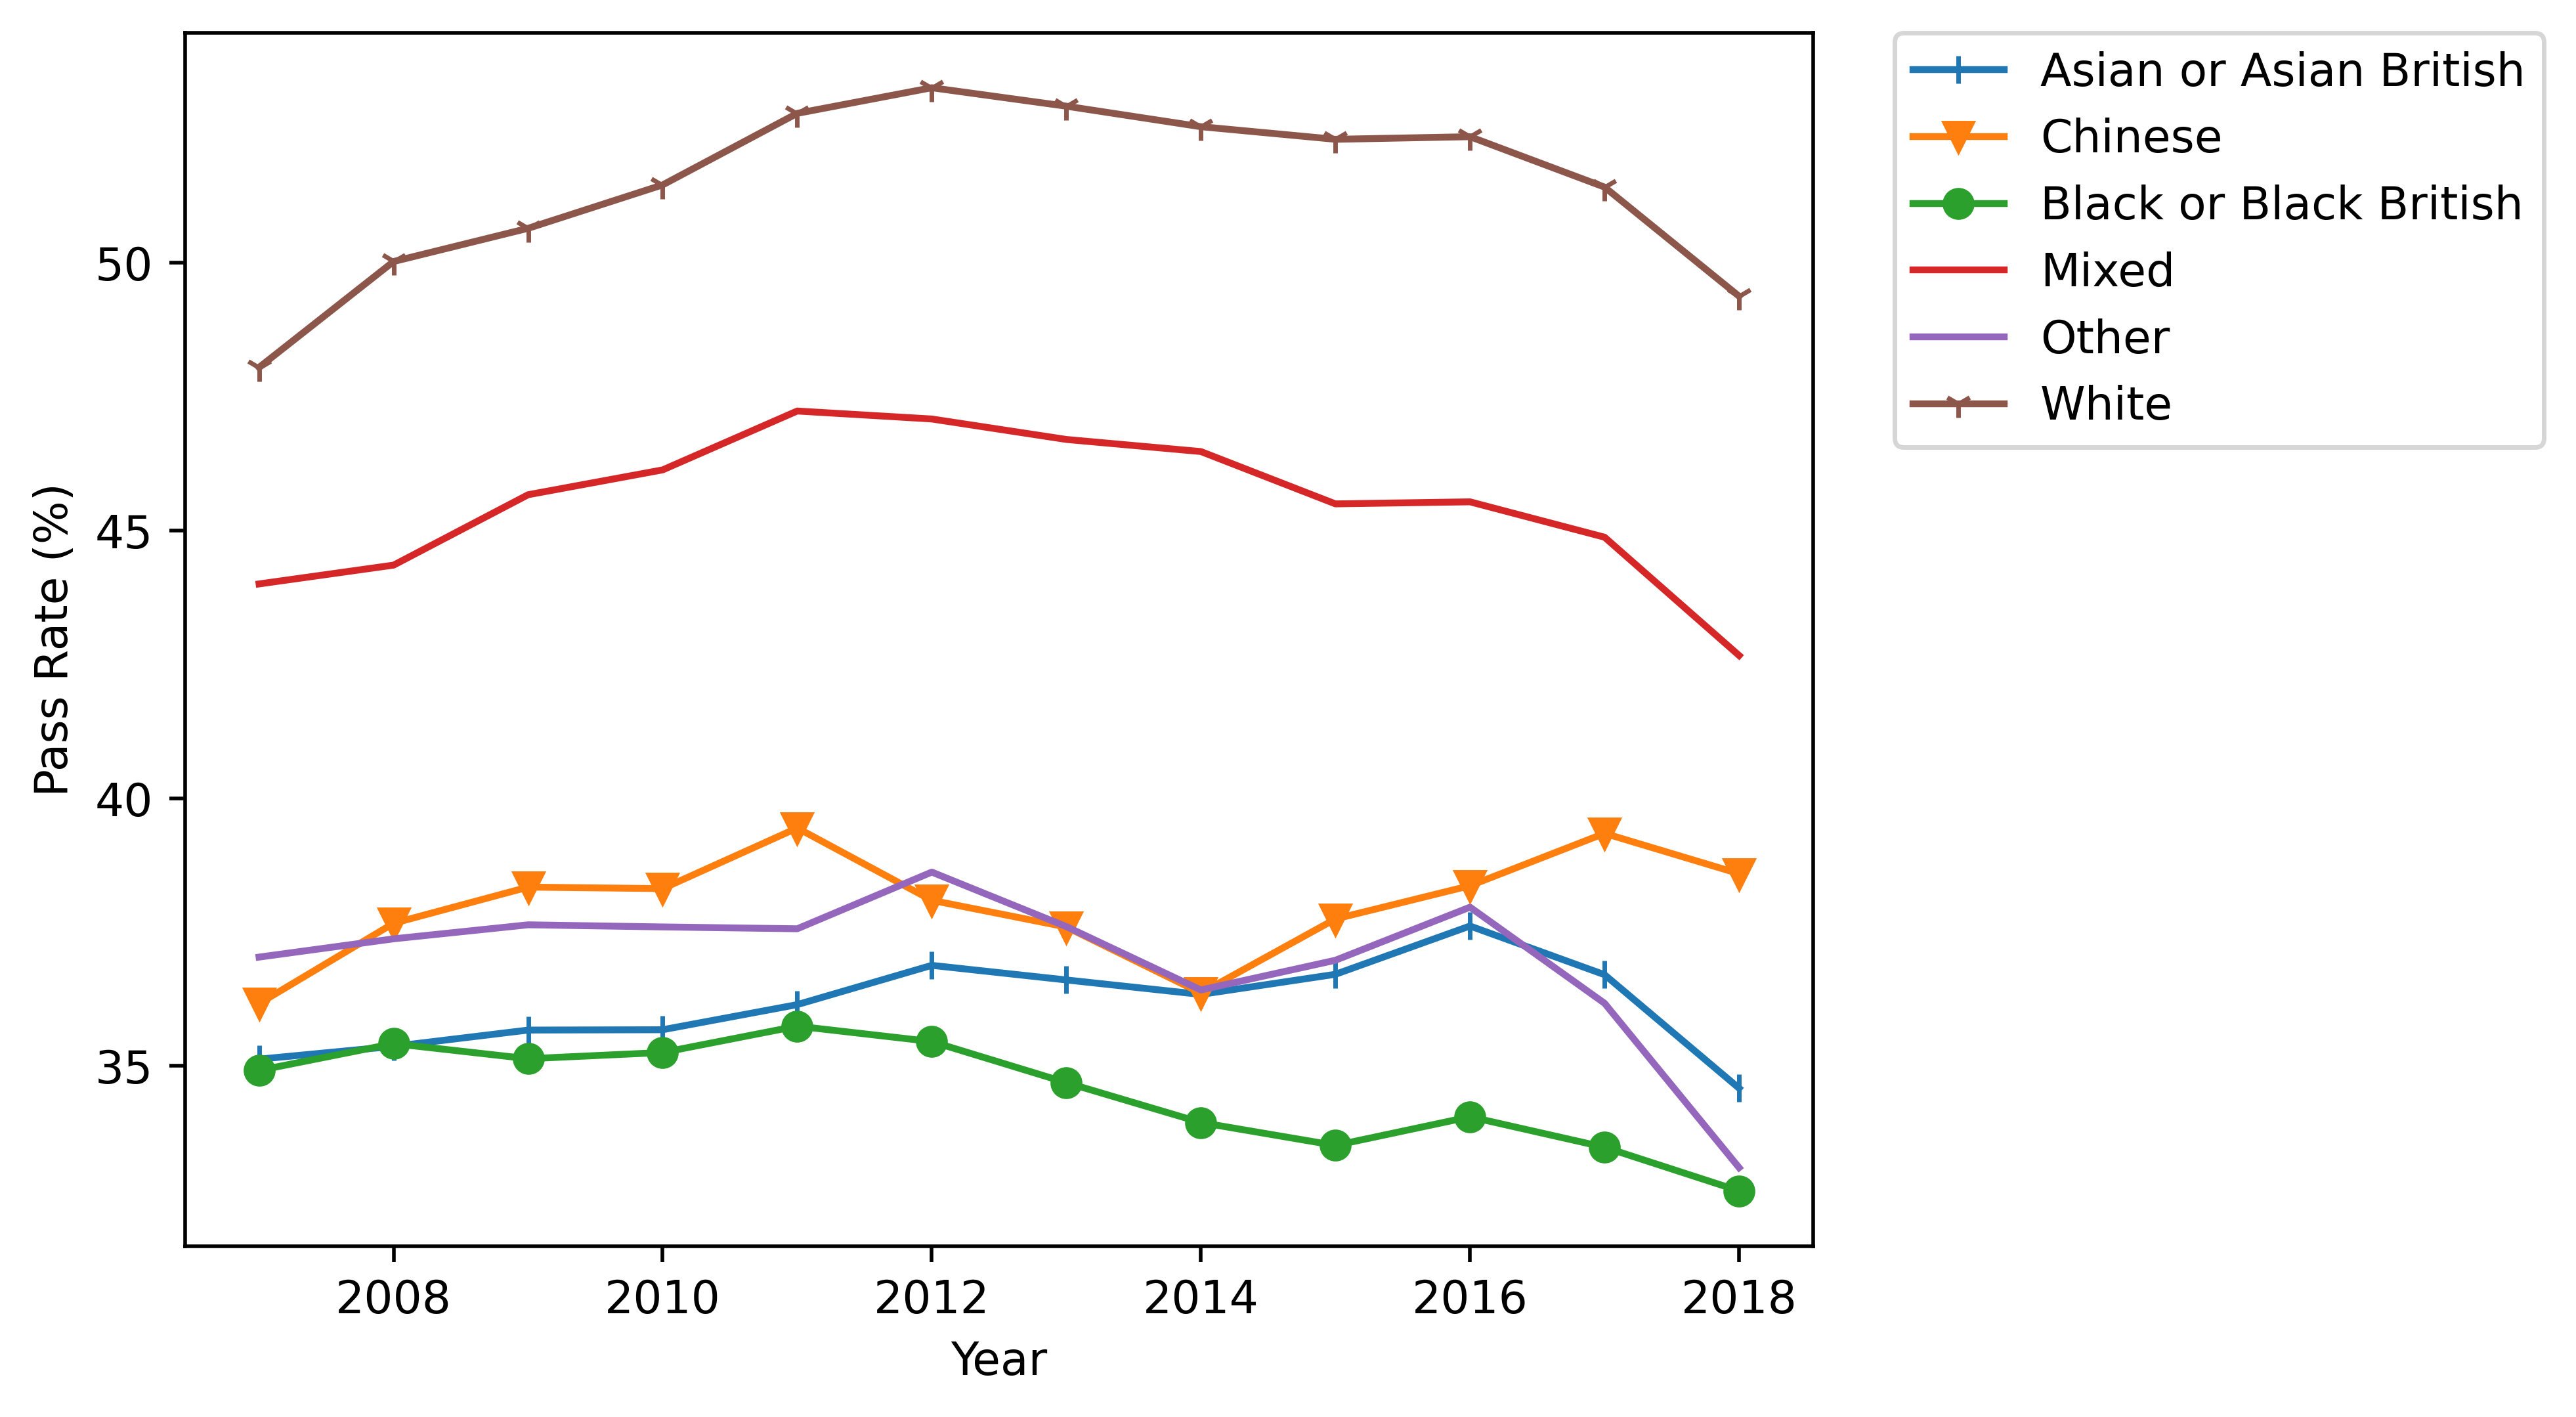 Asian or Asian British
Chinese
Black or Black British
Mixed
Other
White
50
45
40
35
Pass Rate (%)
2008 2010 2012 2014 2016 2018
Year